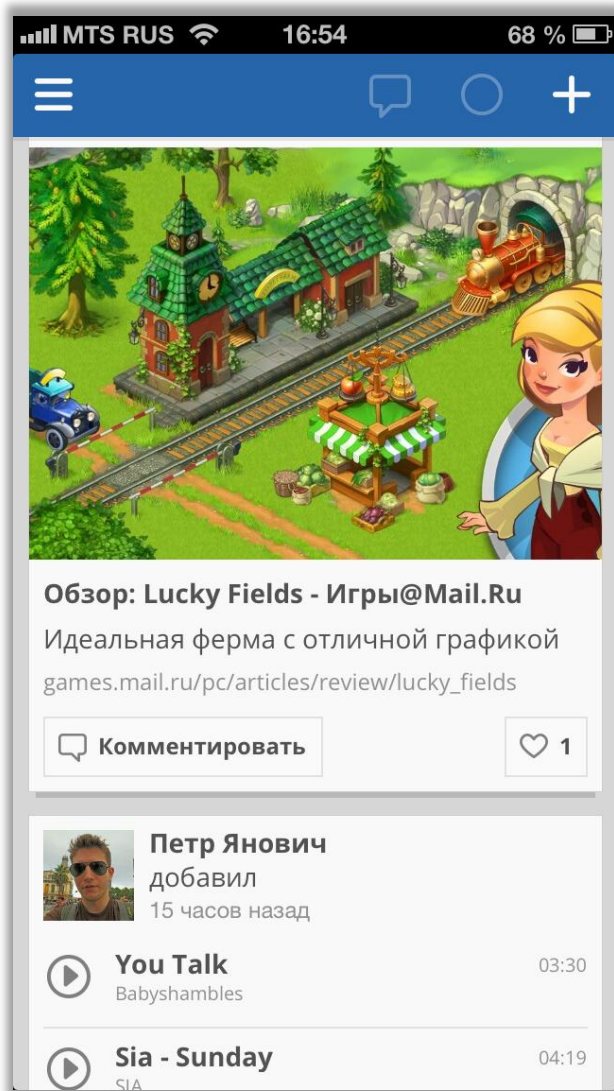 MTS RUS 16:54 68 %
Обзор: Lucky Fields - Игры@Mail.Ru
Идеальная ферма с отличной графикой
games.mail.ru/pc/articles/review/lucky_fields
Комментировать 1
Петр Янович
добавил
15 часов назад
You Talk 03:30
Babyshambles
Sia - Sunday 04:19
SIA